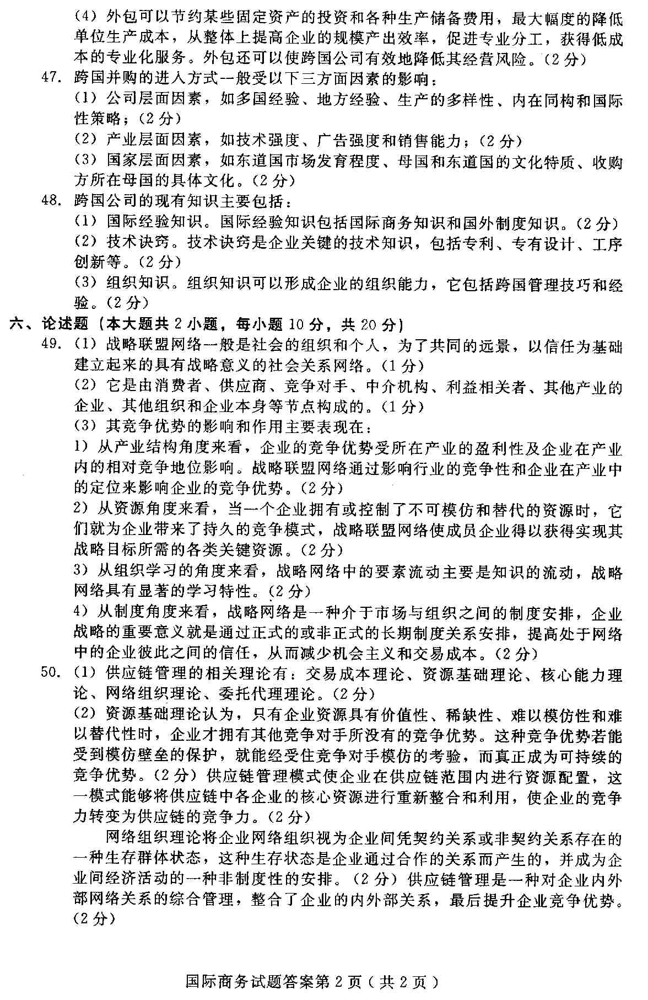 （4）外包可以节约某些固定资产的投资和各种生产储备费用，最大幅度的降低
单位生产成本，从整体上提高企业的规模产出效率，促进专业分工，获得低成
本的专业化服务。外包还可以使跨国公司有效地降低其经营风险。（2 分）
47．跨国并购的进入方式一般受以下三方面因素的影响：
（1）公司层面因素，如多国经验、地方经验、生产的多样性、内在同构和国际
性策略；（2 分）
（2）产业层面因素，如技术强度、广告强度和销售能力；（2 分）
（3）国家层面因素，如东道国市场发育程度、母国和东道国的文化特质、收购
方所在母国的具体文化。（2 分）
48．跨国公司的现有知识主要包括：
（1）国际经验知识。国际经验知识包括国际商务知识和国外制度知识。（2 分）
（2）技术诀窍。技术诀窍是企业关键的技术知识，包括专利、专有设计、工序
创新等。（2 分）
（3）组织知识。组织知识可以形成企业的组织能力，它包括跨国管理技巧和经
验。（2 分）
六、论述题（本大题共 2 小题，每小题 10 分，共 20 分）
49．（1）战略联盟网络一般是社会的组织和个人，为了共同的远景，以信任为基础
建立起来的具有战略意义的社会关系网络。（1 分）
（2）它是由消费者、供应商、竞争对手、中介机构、利益相关者、其他产业的
企业、其他组织和企业本身等节点构成的。（1 分）
（3）其竞争优势的影响和作用主要表现在：
1）从产业结构角度来看，企业的竞争优势受所在产业的盈利性及企业在产业
内的相对竞争地位影响。战略联盟网络通过影响行业的竞争性和企业在产业中
的定位来影响企业的竞争优势。（2 分）
2）从资源角度来看，当一个企业拥有或控制了不可模仿和替代的资源时，它
们就为企业带来了持久的竞争模式，战略联盟网络使成员企业得以获得实现其
战略目标所需的各类关键资源。（2 分）
3）从组织学习的角度来看，战略网络中的要素流动主要是知识的流动，战略
网络具有显著的学习特性。（2 分）
4）从制度角度来看，战略网络是一种介于市场与组织之间的制度安排，企业
战略的重要意义就是通过正式的或非正式的长期制度关系安排，提高处于网络
中的企业彼此之间的信任，从而减少机会主义和交易成本。（2 分）
50．（1）供应链管理的相关理论有：交易成本理论、资源基础理论、核心能力理
论、网络组织理论、委托代理理论。（2 分）
（2）资源基础理论认为，只有企业资源具有价值性、稀缺性、难以模仿性和难
以替代性时，企业才拥有其他竞争对手所没有的竞争优势。这种竞争优势若能
受到模仿壁垒的保护，就能经受住竞争对手模仿的考验，而真正成为可持续的
竞争优势。（2 分）供应链管理模式使企业在供应链范围内进行资源配置，这
一模式能够将供应链中各企业的核心资源进行重新整合和利用，使企业的竞争
力转变为供应链的竞争力。（2 分）
网络组织理论将企业网络组织视为企业间凭契约关系或非契约关系存在的
一种生存群体状态，这种生存状态是企业通过合作的关系而产生的，并成为企
业间经济活动的一种非制度性的安排。（2 分）供应链管理是一种对企业内外
部网络关系的综合管理，整合了企业的内外部关系，最后提升企业竞争优势。
（2 分）
国际商务试题答案第 2 页（共 2 页）